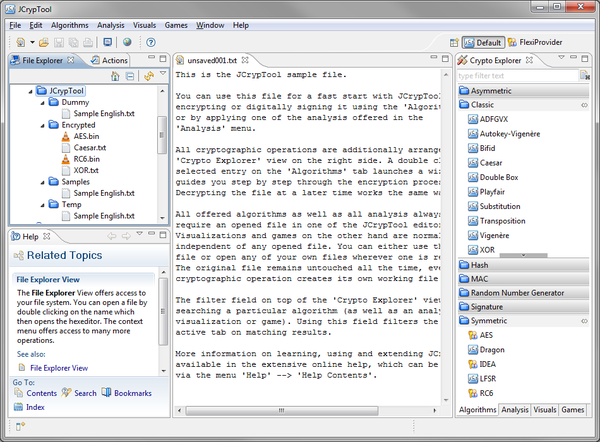 JCrypTool
File Edit Algorithms Analysis Visuals Games Window Help
Default FlexiProvider
File Explorer Actions
JCrypTool
Dummy
Sample English.txt
Encrypted
AES.bin
Caesar.txt
RC6.bin
XOR.txt
Samples
Sample English.txt
Temp
Sample English.txt
Help
Related Topics
File Explorer View
The File Explorer View offers access to
your file system. You can open a file by
double clicking on the name which
then opens the hexeditor. The context
menu offers access to many more
operations.
See also:
File Explorer View
Go To:
Contents Search Bookmarks
Index
unsaved001.txt
This is the JCrypTool sample file.
You can use this file for a fast start with JCrypTool
encrypting or digitally signing it using the 'Algori
or by applying one of the analysis offered in the
'Analysis' menu.
All cryptographic operations are additionally arrang
'Crypto Explorer' view on the right side. A double c
selected entry on the 'Algorithms' tab launches a wi
guides you step by step through the encryption proce
Decrypting the file at a later time works the same wa
All offered algorithms as well as all analysis alway
require an opened file in one of the JCrypTool editor
Visualizations and games on the other hand are normal
independent of any opened file. You can either use th
file or open any of your own files wherever one is re
The original file remains untouched all the time, eve
cryptographic operation creates its own working file
The filter field on top of the 'Crypto Explorer' view
searching a particular algorithm (as well as an analy
visualization or game). Using this field filters the
active tab on matching results.
More information on learning, using and extending JCr
available in the extensive online help, which can be
via the menu 'Help' --> 'Help Contents'.
Crypto Explorer
type filter text
Asymmetric
Classic
ADFGVX
Autokey-Vigenère
Bifid
Caesar
Double Box
Playfair
Substitution
Transposition
Vigenère
XOR
Hash
MAC
Random Number Generator
Signature
Symmetric
AES
Dragon
IDEA
LFSR
RC6
Algorithms Analysis Visuals Games